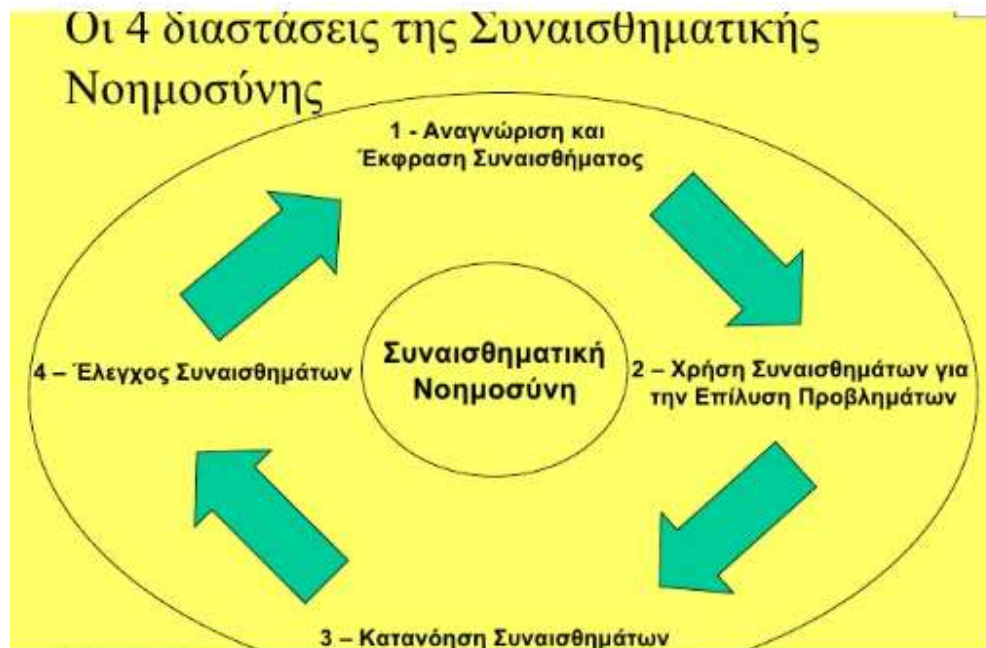 Οι 4 διαστάσεις της Συναισθηματικής
Νοημοσύνης
1 - Αναγνώριση και
Έκφραση Συναισθήματος
Συναισθηματική
Νοημοσύνη
4 – Έλεγχος Συναισθημάτων
2 – Χρήση Συναισθημάτων για
την Επίλυση Προβλημάτων
3 – Κατανόηση Συναισθημάτων